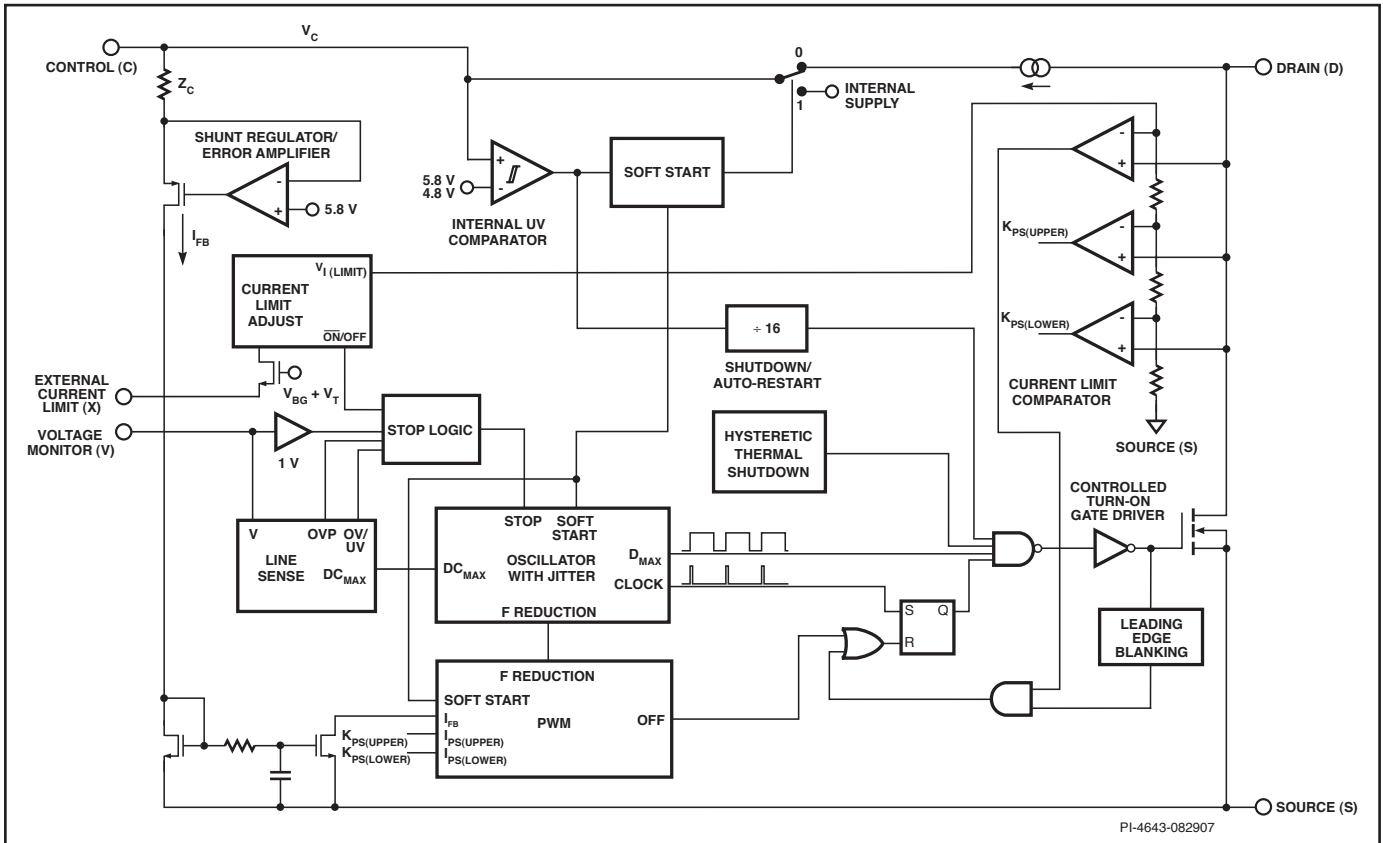 V_C
CONTROL (C)
Z_C
SHUNT REGULATOR/
ERROR AMPLIFIER
-
+
5.8 V
I_FB
+
-
5.8 V
4.8 V
INTERNAL UV
COMPARATOR
SOFT START
0
1
INTERNAL
SUPPLY
DRAIN (D)
-
+
K_PS(UPPER)
-
+
K_PS(LOWER)
-
+
CURRENT LIMIT
COMPARATOR
SOURCE (S)
V_I (LIMIT)
CURRENT
LIMIT
ADJUST
O̅N̅/OFF
V_BG + V_T
EXTERNAL
CURRENT
LIMIT (X)
VOLTAGE
MONITOR (V)
1 V
STOP LOGIC
÷ 16
SHUTDOWN/
AUTO-RESTART
HYSTERETIC
THERMAL
SHUTDOWN
CONTROLLED
TURN-ON
GATE DRIVER
V
OVP
OV/
UV
LINE
SENSE
DC_MAX
STOP
SOFT
START
OSCILLATOR
WITH JITTER
DC_MAX
D_MAX
CLOCK
F REDUCTION
S
Q
R
LEADING
EDGE
BLANKING
F REDUCTION
SOFT START
PWM
OFF
I_FB
K_PS(UPPER)
I_PS(UPPER)
K_PS(LOWER)
I_PS(LOWER)
SOURCE (S)
PI-4643-082907